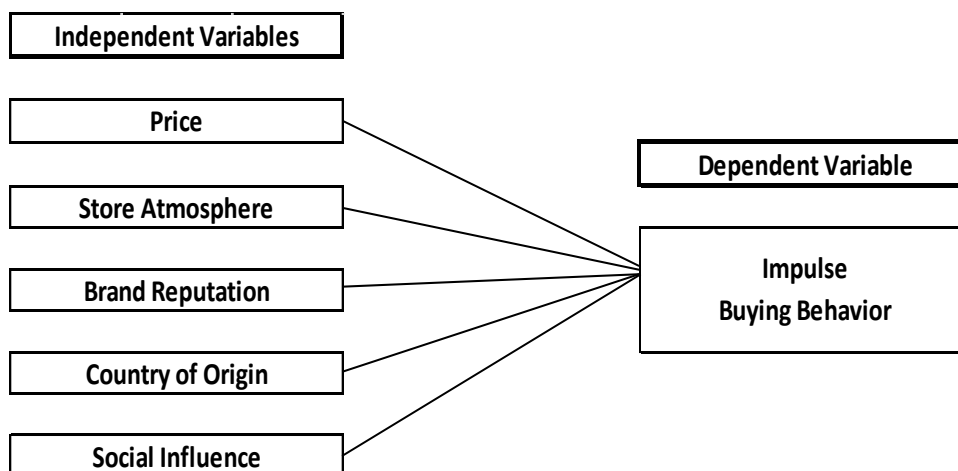 Independent Variables
Price
Store Atmosphere
Brand Reputation
Country of Origin
Social Influence
Dependent Variable
Impulse
Buying Behavior